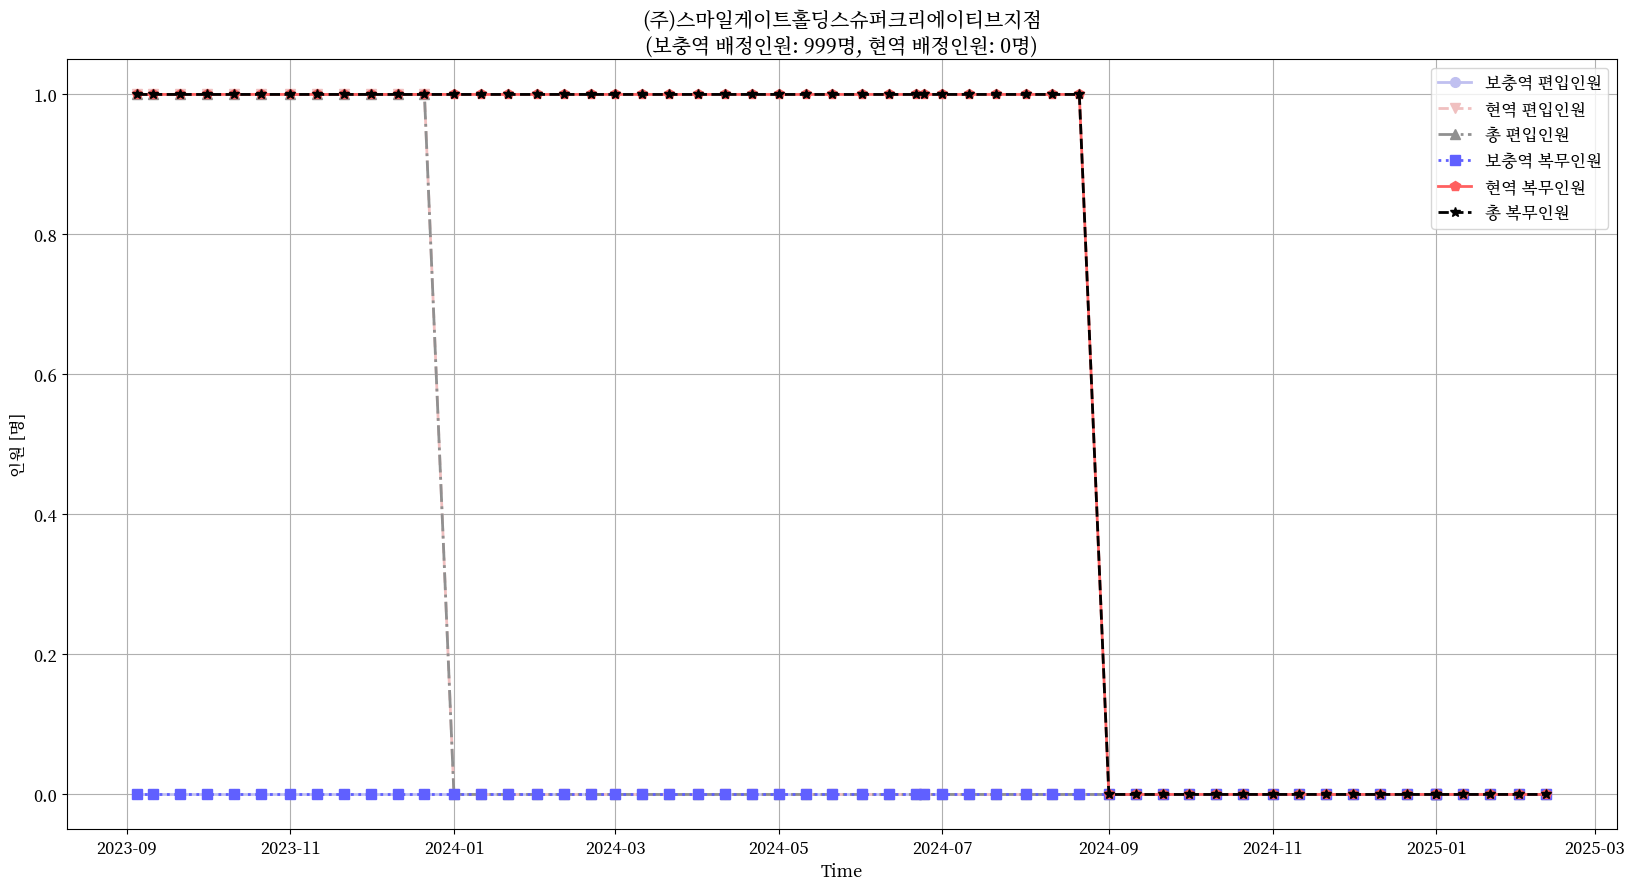 (주)스마일게이트홀딩스슈퍼크리에이티브지점
(보충역 배정인원: 999명, 현역 배정인원: 0명)
보충역 편입인원
현역 편입인원
총 편입인원
보충역 복무인원
현역 복무인원
총 복무인원
인원 [명]
1.0
0.8
0.6
0.4
0.2
0.0
2023-09 2023-11 2024-01 2024-03 2024-05 2024-07 2024-09 2024-11 2025-01 2025-03
Time